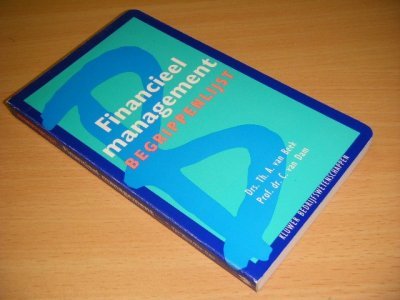 Financieel
management
BEGRIPPENLIJST
Drs. Th. A. van Beek
Prof. dr. C. van Dam
KLUWER BEDRIJFSWETENSCHAPPEN